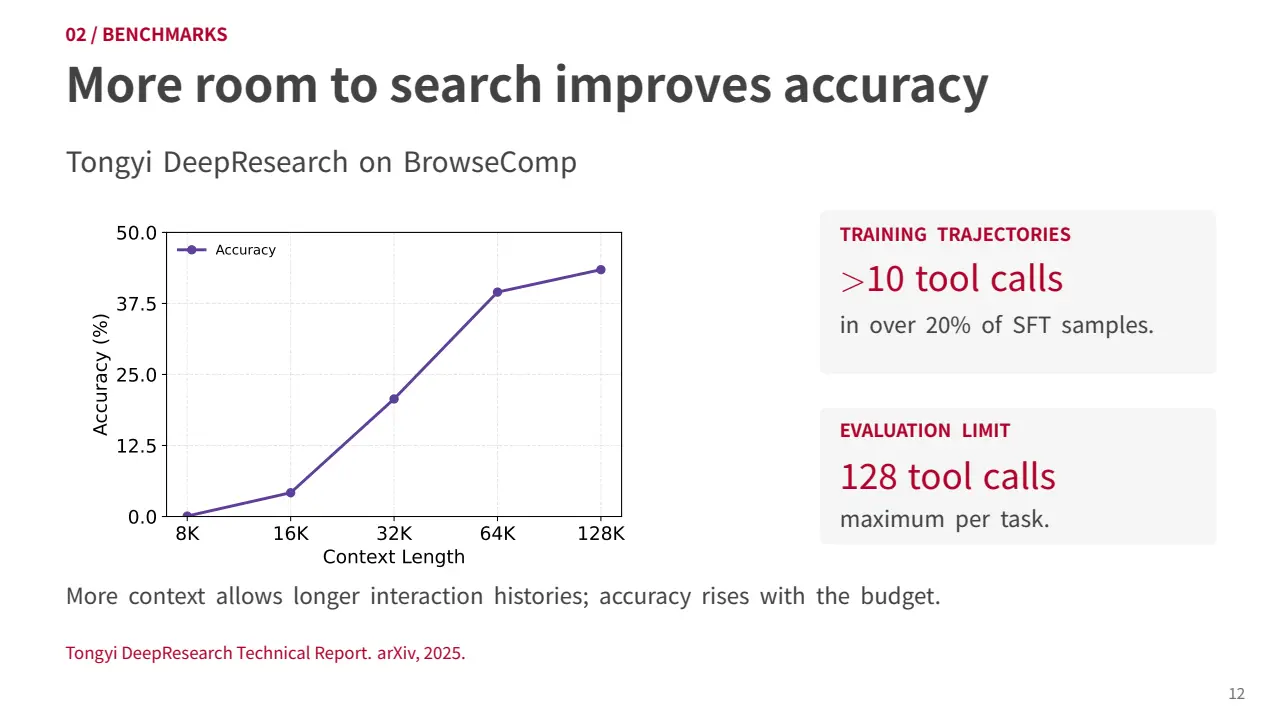 02 / BENCHMARKS
More room to search improves accuracy
Tongyi DeepResearch on BrowseComp
50.0
37.5
25.0
12.5
0.0
Accuracy (%)
Accuracy
8K 16K 32K 64K 128K
Context Length
TRAINING TRAJECTORIES
>10 tool calls
in over 20% of SFT samples.
EVALUATION LIMIT
128 tool calls
maximum per task.
More context allows longer interaction histories; accuracy rises with the budget.
Tongyi DeepResearch Technical Report. arXiv, 2025.
12